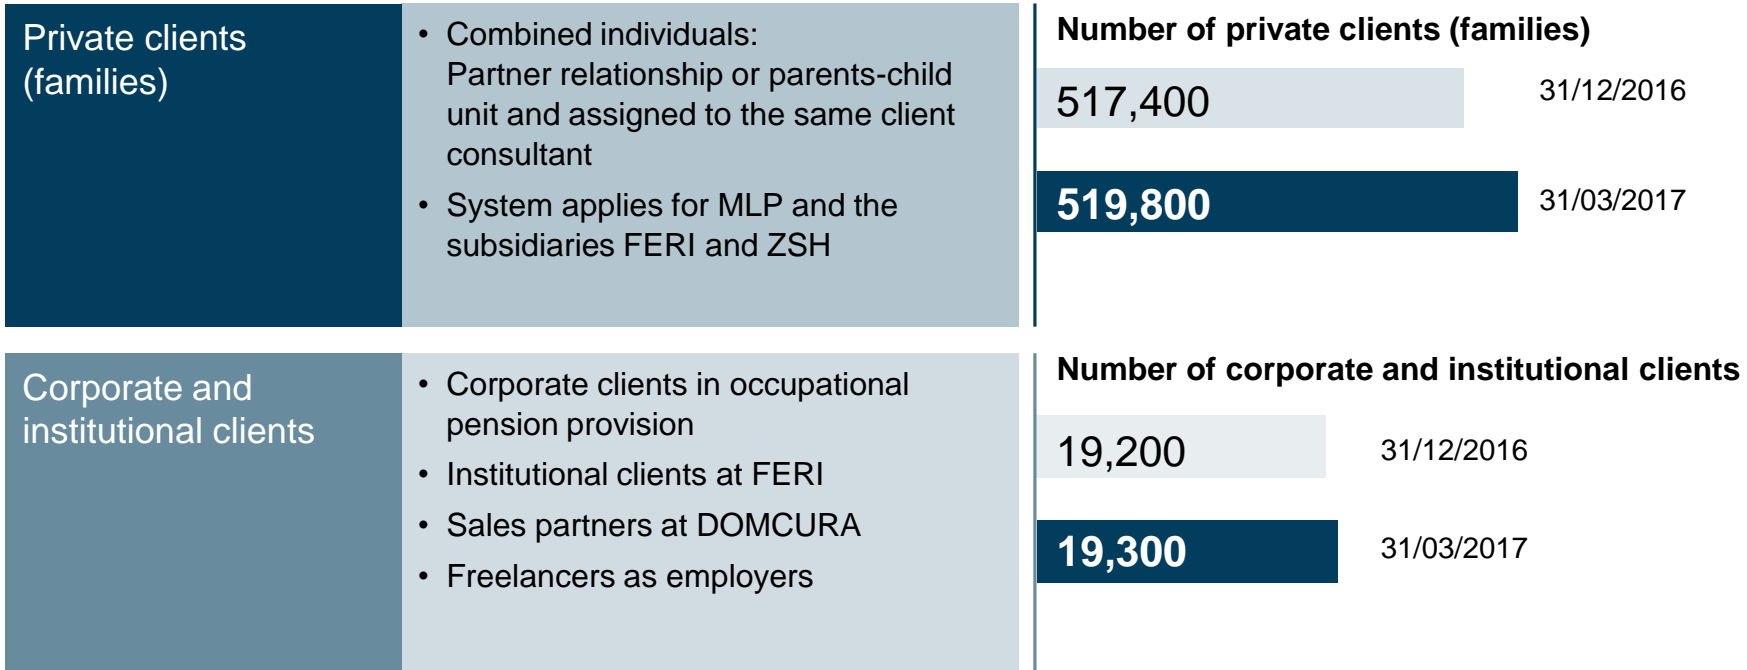 Private clients
(families)
• Combined individuals:
Partner relationship or parents-child
unit and assigned to the same client
consultant
• System applies for MLP and the
subsidiaries FERI and ZSH
Number of private clients (families)
517,400
31/12/2016
519,800
31/03/2017
Corporate and
institutional clients
• Corporate clients in occupational
pension provision
• Institutional clients at FERI
• Sales partners at DOMCURA
• Freelancers as employers
Number of corporate and institutional clients
19,200
31/12/2016
19,300
31/03/2017